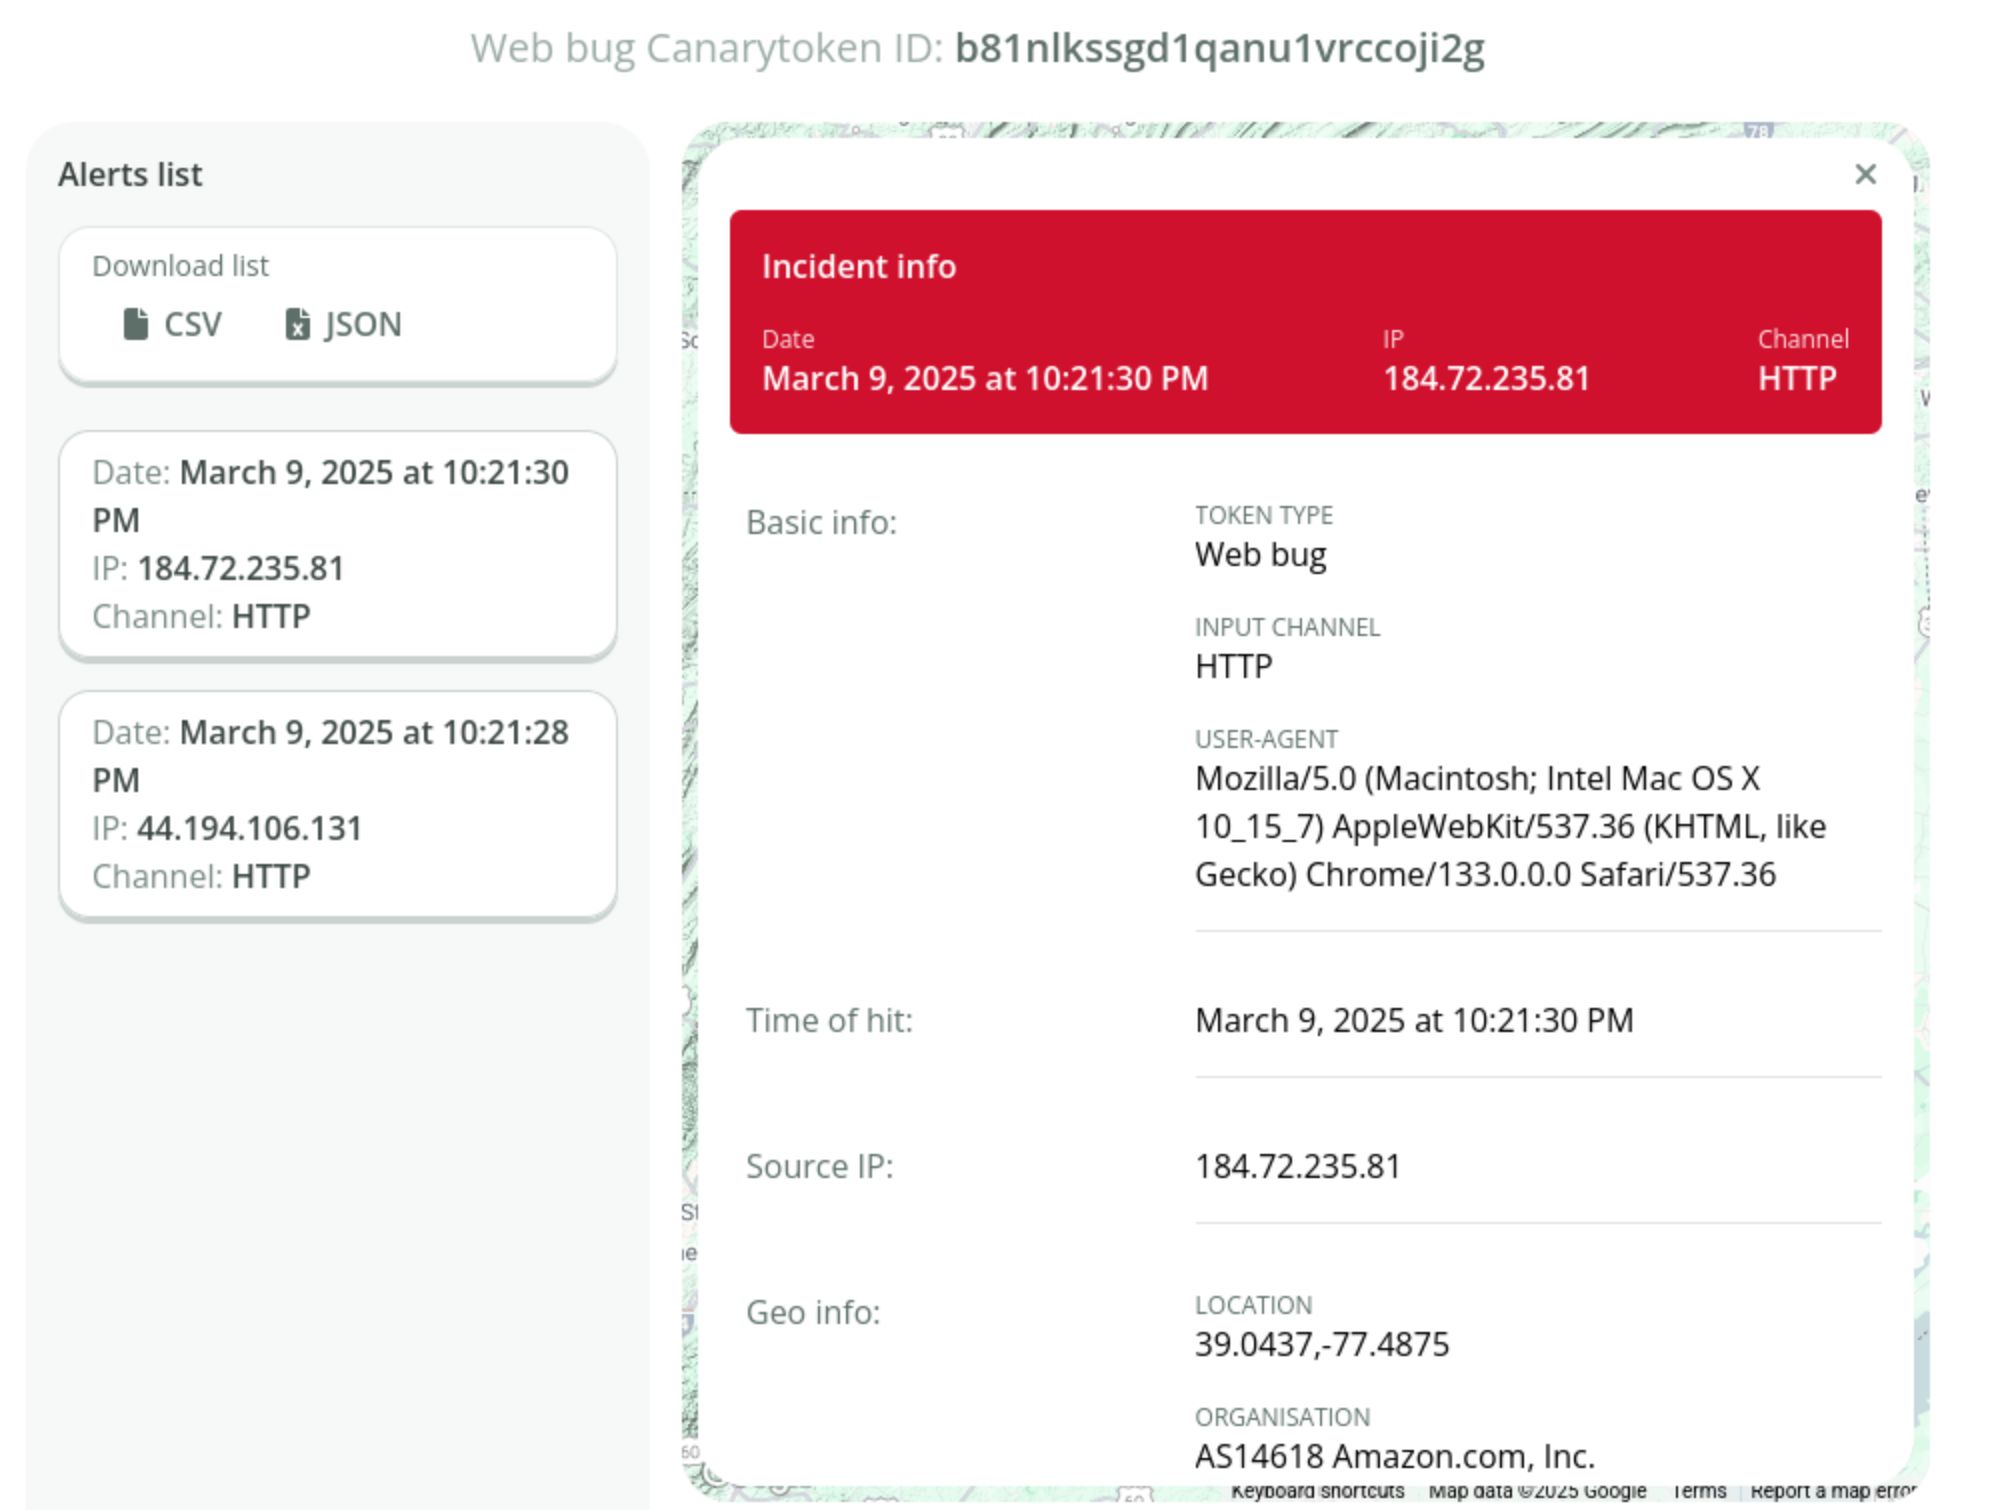 Web bug Canarytoken ID: b81nlkssgd1qanu1vrccoji2g
Alerts list
Download list
CSV JSON
Date: March 9, 2025 at 10:21:30
PM
IP: 184.72.235.81
Channel: HTTP
Date: March 9, 2025 at 10:21:28
PM
IP: 44.194.106.131
Channel: HTTP
78
Incident info
Date IP Channel
March 9, 2025 at 10:21:30 PM 184.72.235.81 HTTP
Basic info:
TOKEN TYPE
Web bug
INPUT CHANNEL
HTTP
USER-AGENT
Mozilla/5.0 (Macintosh; Intel Mac OS X
10_15_7) AppleWebKit/537.36 (KHTML, like
Gecko) Chrome/133.0.0.0 Safari/537.36
Time of hit: March 9, 2025 at 10:21:30 PM
Source IP: 184.72.235.81
Geo info:
LOCATION
39.0437,-77.4875
ORGANISATION
AS14618 Amazon.com, Inc.
Keyboard shortcuts Map data ©2025 Google Terms Report a map error